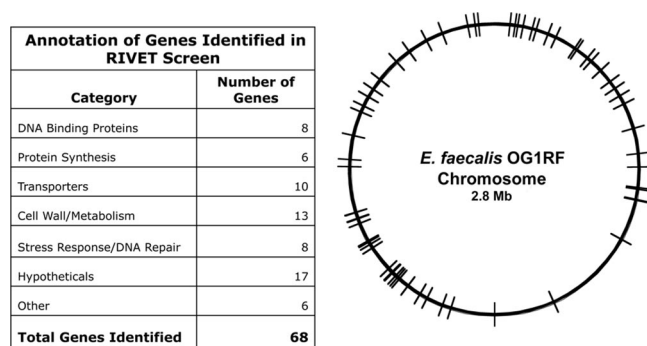 Annotation of Genes Identified in
RIVET Screen
Category Number of
Genes
DNA Binding Proteins 8
Protein Synthesis 6
Transporters 10
Cell Wall/Metabolism 13
Stress Response/DNA Repair 8
Hypotheticals 17
Other 6
Total Genes Identified 68
E. faecalis OG1RF
Chromosome
2.8 Mb